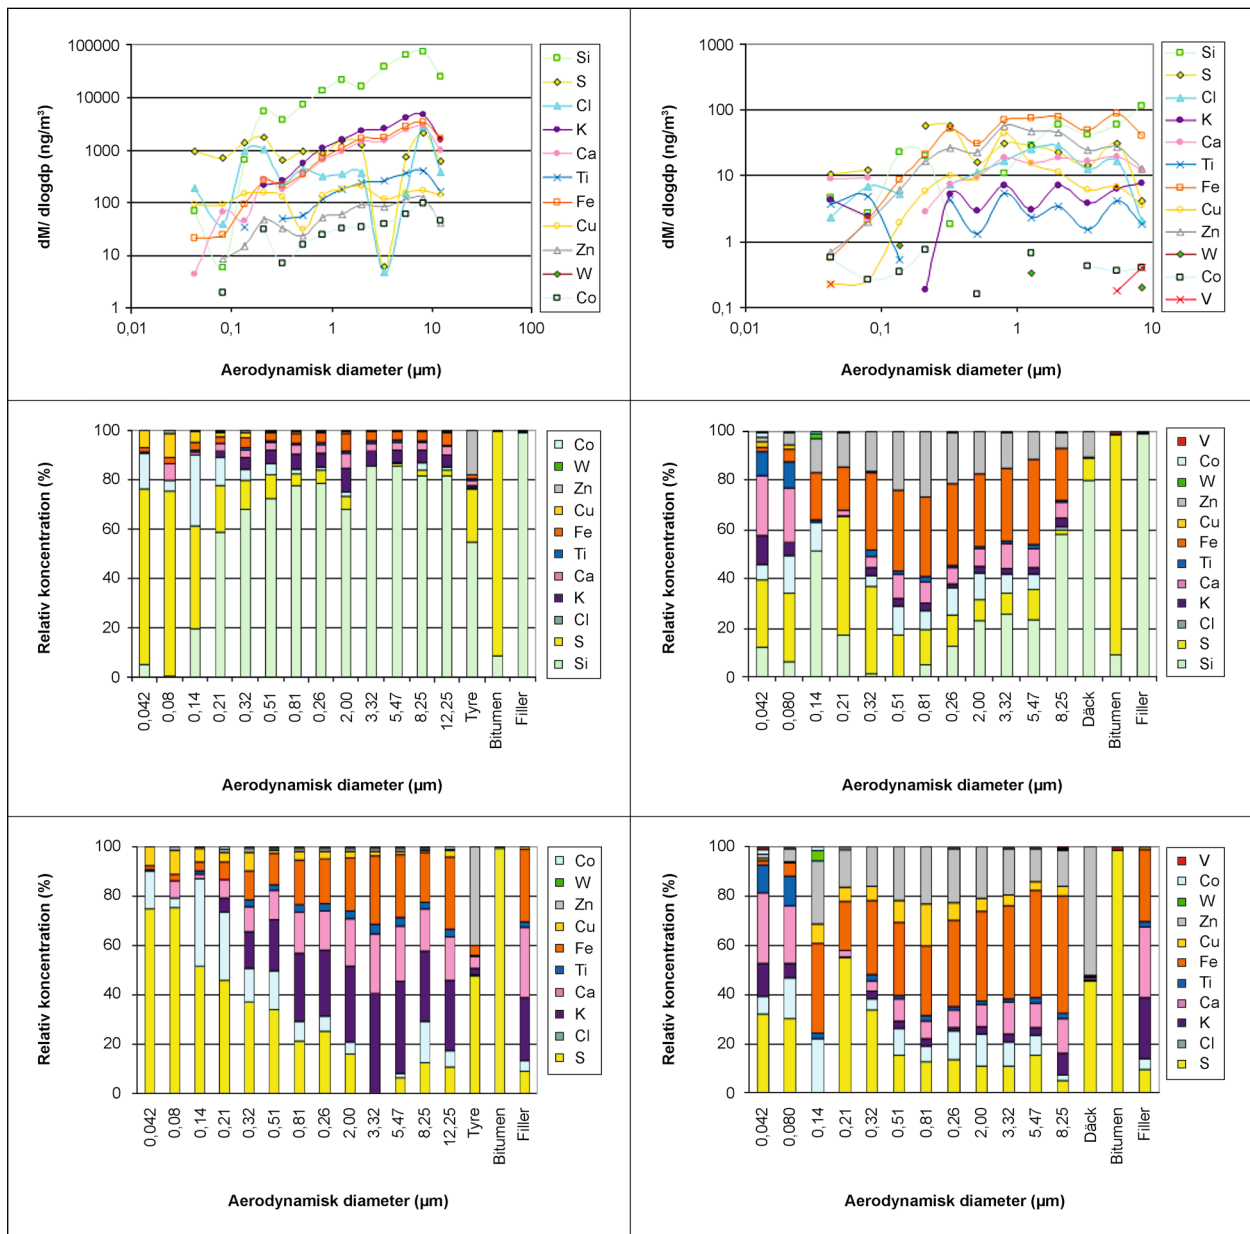 100000
10000
1000
100
10
1
0,01
0,1
1
10
100
dM/ dlogdp (ng/m³)
Aerodynamisk diameter (µm)
Si
S
Cl
K
Ca
Ti
Fe
Cu
Zn
W
Co
1000
100
10
1
0,1
0,01
0,1
1
10
dM/ dlogdp (ng/m³)
Aerodynamisk diameter (µm)
Si
S
Cl
K
Ca
Ti
Fe
Cu
Zn
W
Co
V
100
80
60
40
20
0
Relativ koncentration (%)
0,042
0,08
0,14
0,21
0,32
0,51
0,81
0,26
2,00
3,32
5,47
8,25
12,25
Tyre
Bitumen
Filler
Aerodynamisk diameter (µm)
Co
W
Zn
Cu
Fe
Ti
Ca
K
Cl
S
Si
100
80
60
40
20
0
Relativ koncentration (%)
0,042
0,080
0,14
0,21
0,32
0,51
0,81
0,26
2,00
3,32
5,47
8,25
Däck
Bitumen
Filler
Aerodynamisk diameter (µm)
V
Co
W
Zn
Cu
Fe
Ti
Ca
K
Cl
S
Si
100
80
60
40
20
0
Relativ koncentration (%)
0,042
0,08
0,14
0,21
0,32
0,51
0,81
0,26
2,00
3,32
5,47
8,25
12,25
Tyre
Bitumen
Filler
Aerodynamisk diameter (µm)
Co
W
Zn
Cu
Fe
Ti
Ca
K
Cl
S
100
80
60
40
20
0
Relativ koncentration (%)
0,042
0,080
0,14
0,21
0,32
0,51
0,81
0,26
2,00
3,32
5,47
8,25
Däck
Bitumen
Filler
Aerodynamisk diameter (µm)
V
Co
W
Zn
Cu
Fe
Ti
Ca
K
Cl
S